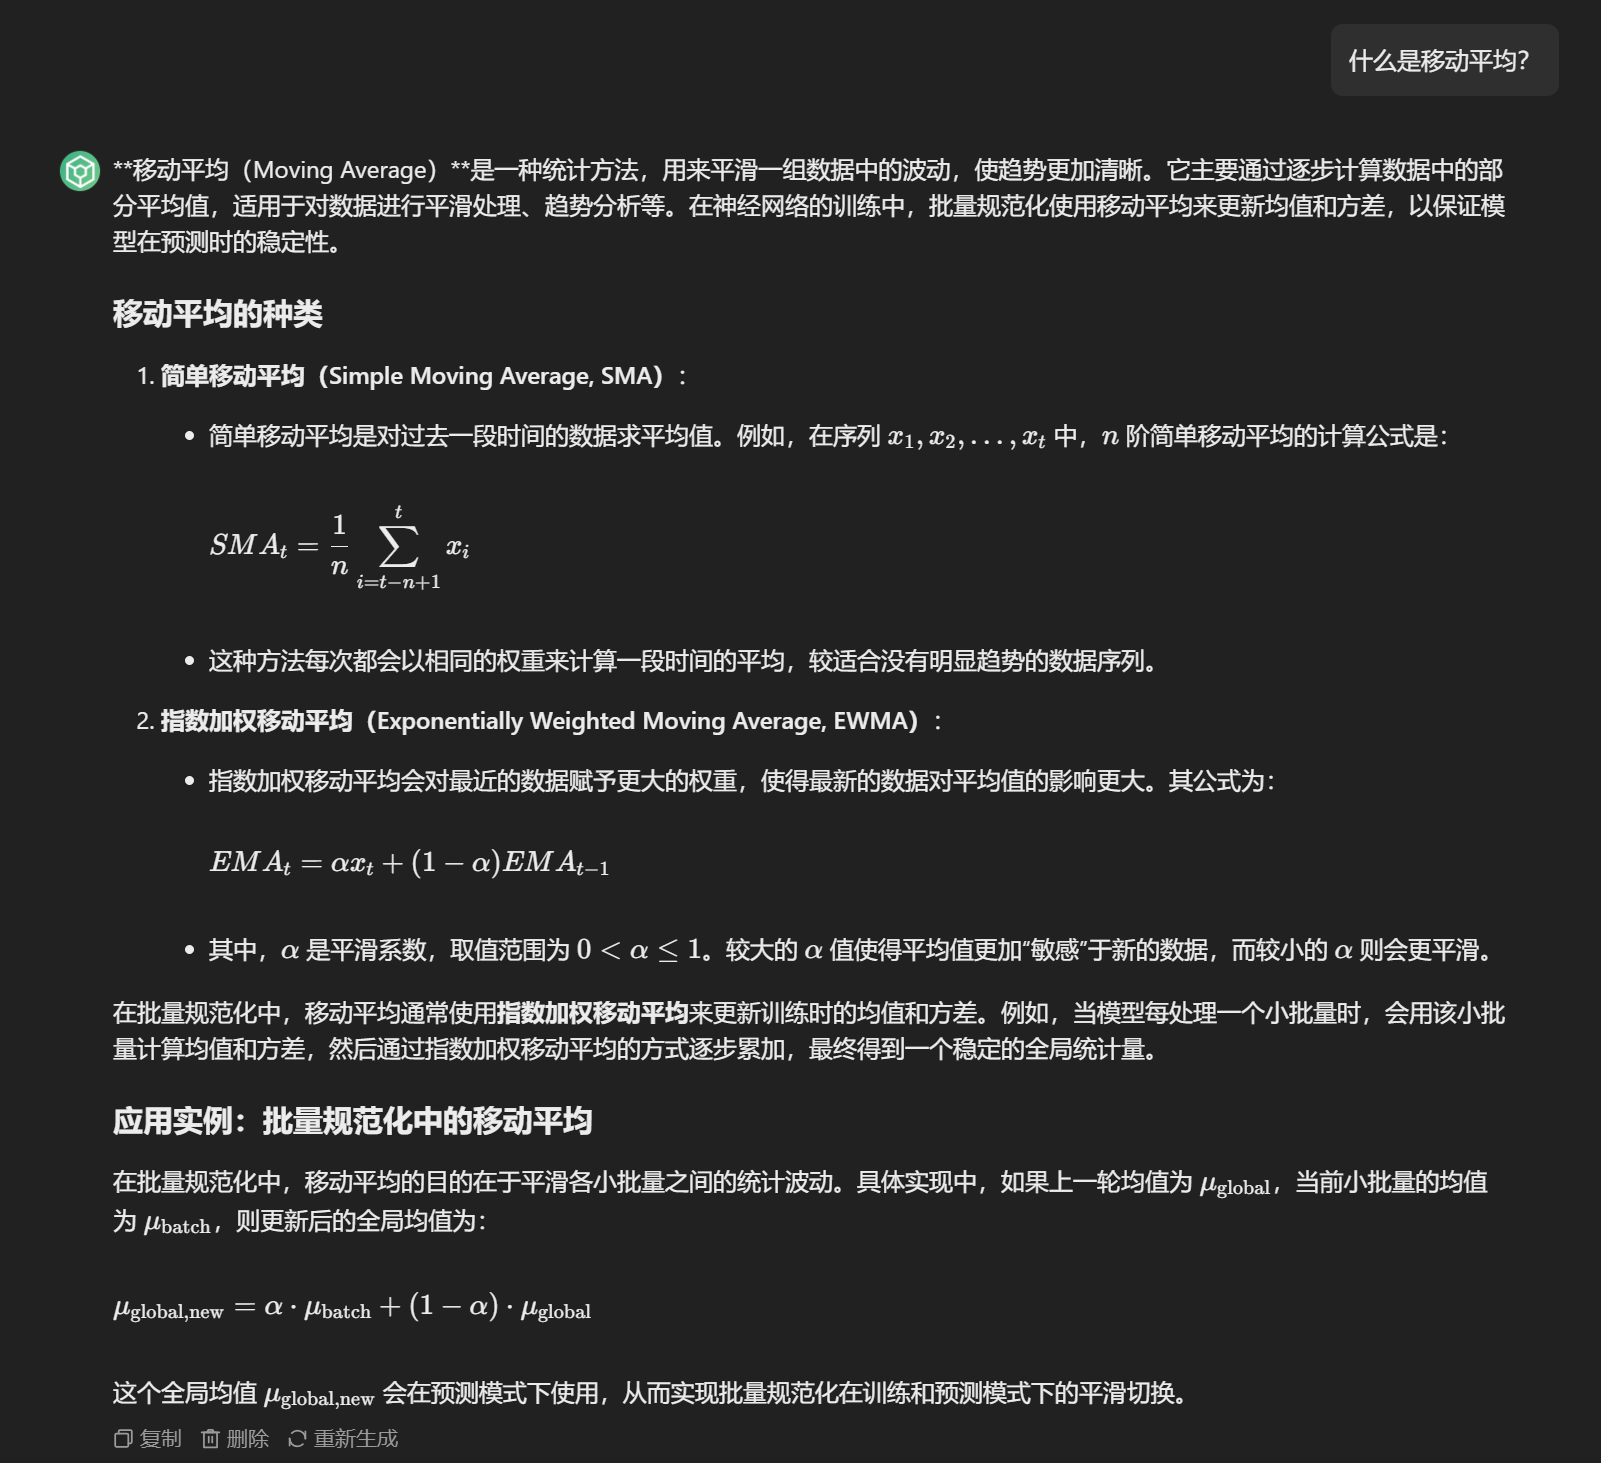 什么是移动平均？
**移动平均（Moving Average）**是一种统计方法，用来平滑一组数据中的波动，使趋势更加清晰。它主要通过逐步计算数据中的部
分平均值，适用于对数据进行平滑处理、趋势分析等。在神经网络的训练中，批量规范化使用移动平均来更新均值和方差，以保证模
型在预测时的稳定性。
移动平均的种类
1. 简单移动平均（Simple Moving Average, SMA）：
• 简单移动平均是对过去一段时间的数据求平均值。例如，在序列 $x_1, x_2, \ldots, x_t$ 中，$n$ 阶简单移动平均的计算公式是：
$SMA_t = \frac{1}{n} \sum_{i=t-n+1}^{t} x_i$
• 这种方法每次都会以相同的权重来计算一段时间的平均，较适合没有明显趋势的数据序列。
2. 指数加权移动平均（Exponentially Weighted Moving Average, EWMA）：
• 指数加权移动平均会对最近的数据赋予更大的权重，使得最新的数据对平均值的影响更大。其公式为：
$EMA_t = \alpha x_t + (1 - \alpha) EMA_{t-1}$
• 其中，$\alpha$ 是平滑系数，取值范围为 $0 < \alpha \leq 1$。较大的 $\alpha$ 值使得平均值更加“敏感”于新的数据，而较小的 $\alpha$ 则会更平滑。
在批量规范化中，移动平均通常使用指数加权移动平均来更新训练时的均值和方差。例如，当模型每处理一个小批量时，会用该小批
量计算均值和方差，然后通过指数加权移动平均的方式逐步累加，最终得到一个稳定的全局统计量。
应用实例：批量规范化中的移动平均
在批量规范化中，移动平均的目的在于平滑各小批量之间的统计波动。具体实现中，如果上一轮均值为 $\mu_{\text{global}}$，当前小批量的均值
为 $\mu_{\text{batch}}$，则更新后的全局均值为：
$\mu_{\text{global,new}} = \alpha \cdot \mu_{\text{batch}} + (1 - \alpha) \cdot \mu_{\text{global}}$
这个全局均值 $\mu_{\text{global,new}}$ 会在预测模式下使用，从而实现批量规范化在训练和预测模式下的平滑切换。
复制 删除 重新生成